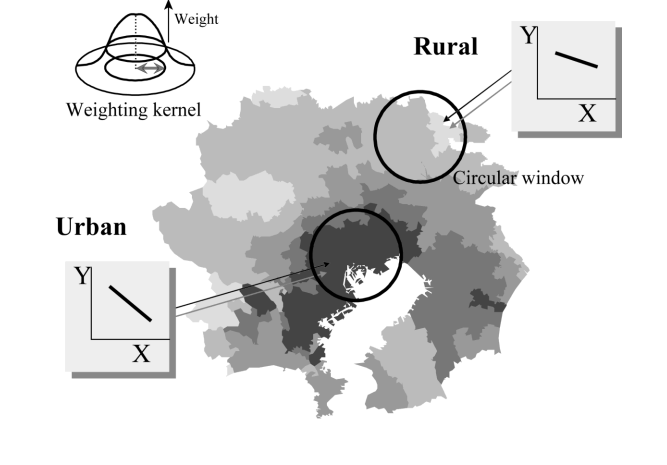 Weight
Weighting kernel
Rural
Y
X
Circular window
Urban
Y
X